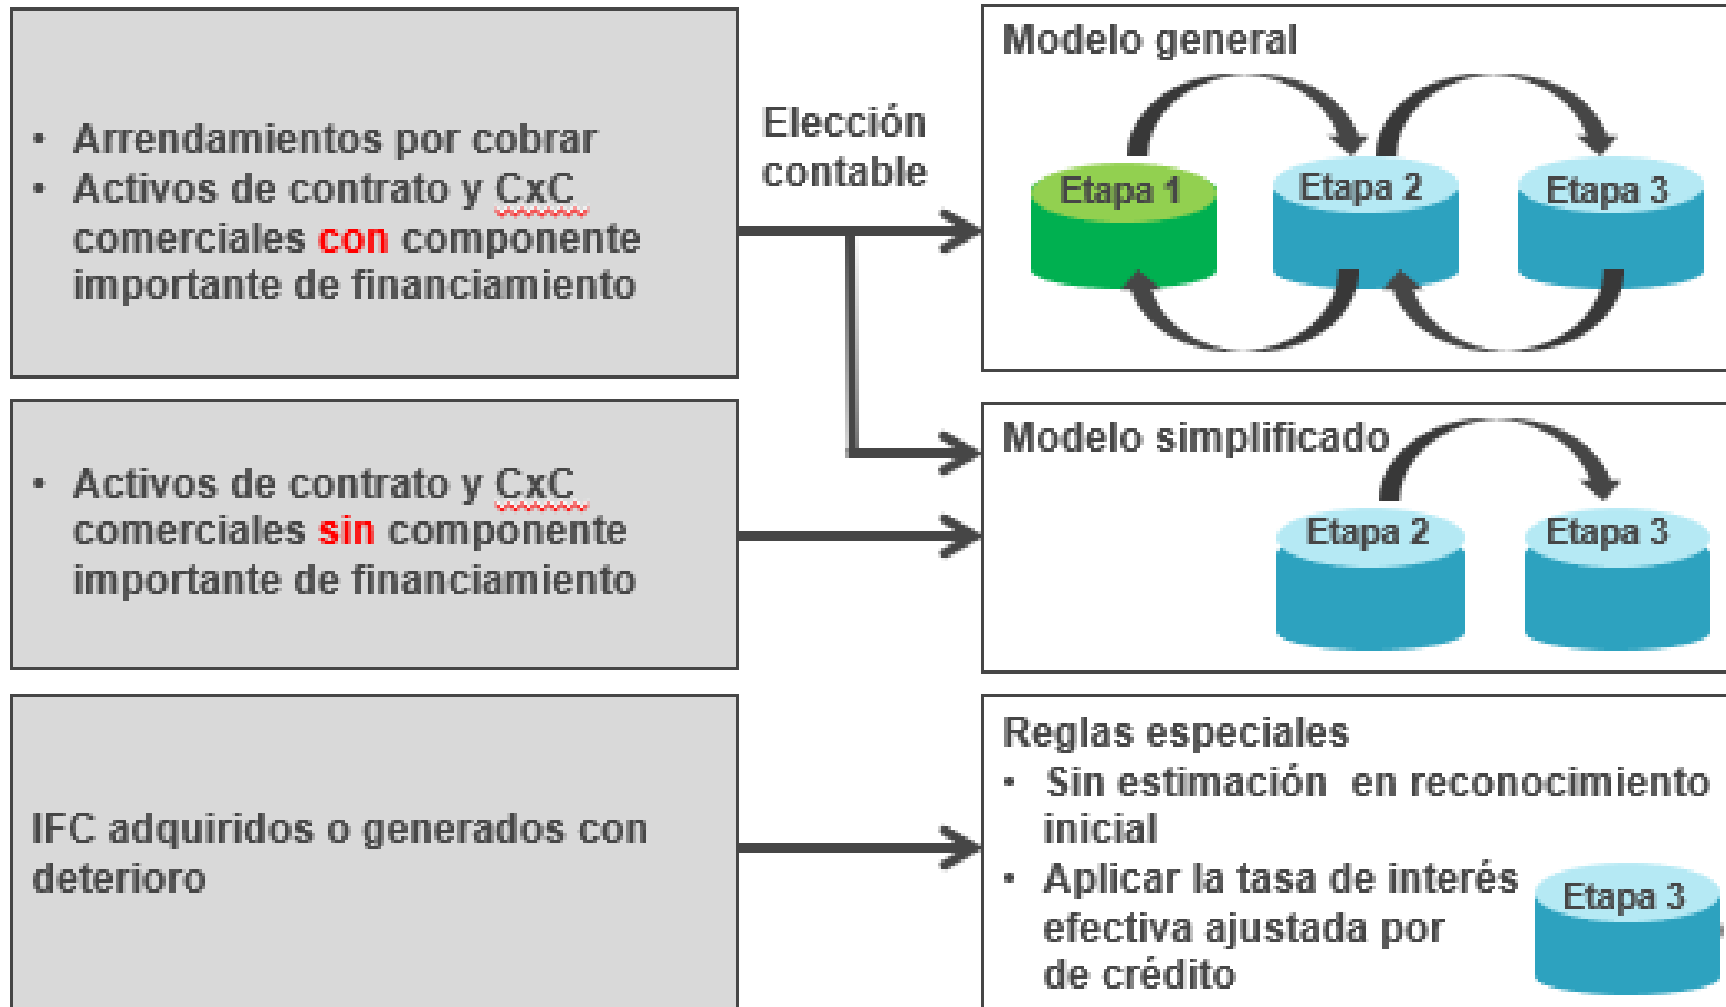 • Arrendamientos por cobrar
• Activos de contrato y CxC
comerciales con componente
importante de financiamiento
Elección
contable
Modelo general
Etapa 1
Etapa 2
Etapa 3
• Activos de contrato y CxC
comerciales sin componente
importante de financiamiento
Modelo simplificado
Etapa 2
Etapa 3
IFC adquiridos o generados con
deterioro
Reglas especiales
• Sin estimación en reconocimiento
inicial
• Aplicar la tasa de interés
efectiva ajustada por
de crédito
Etapa 3